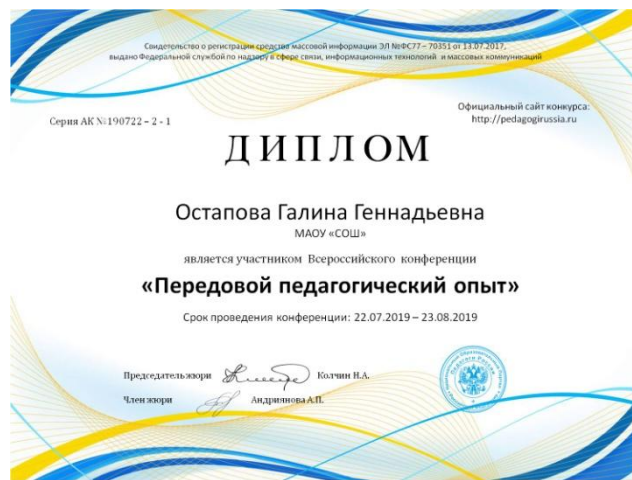 Свидетельство о регистрации средства массовой информации ЭЛ №ФС77 – 70351 от 13.07.2017,
выдано Федеральной службой по надзору в сфере связи, информационных технологий и массовых коммуникаций
Официальный сайт конкурса:
http://pedagogirussia.ru
Серия АК №190722 – 2 - 1
ДИПЛОМ
Остапова Галина Геннадьевна
МАОУ «СОШ»
является участником Всероссийского конференции
«Передовой педагогический опыт»
Срок проведения конференции: 22.07.2019 – 23.08.2019
Председатель жюри Колчин Н.А.
Член жюри Андриянова А.П.